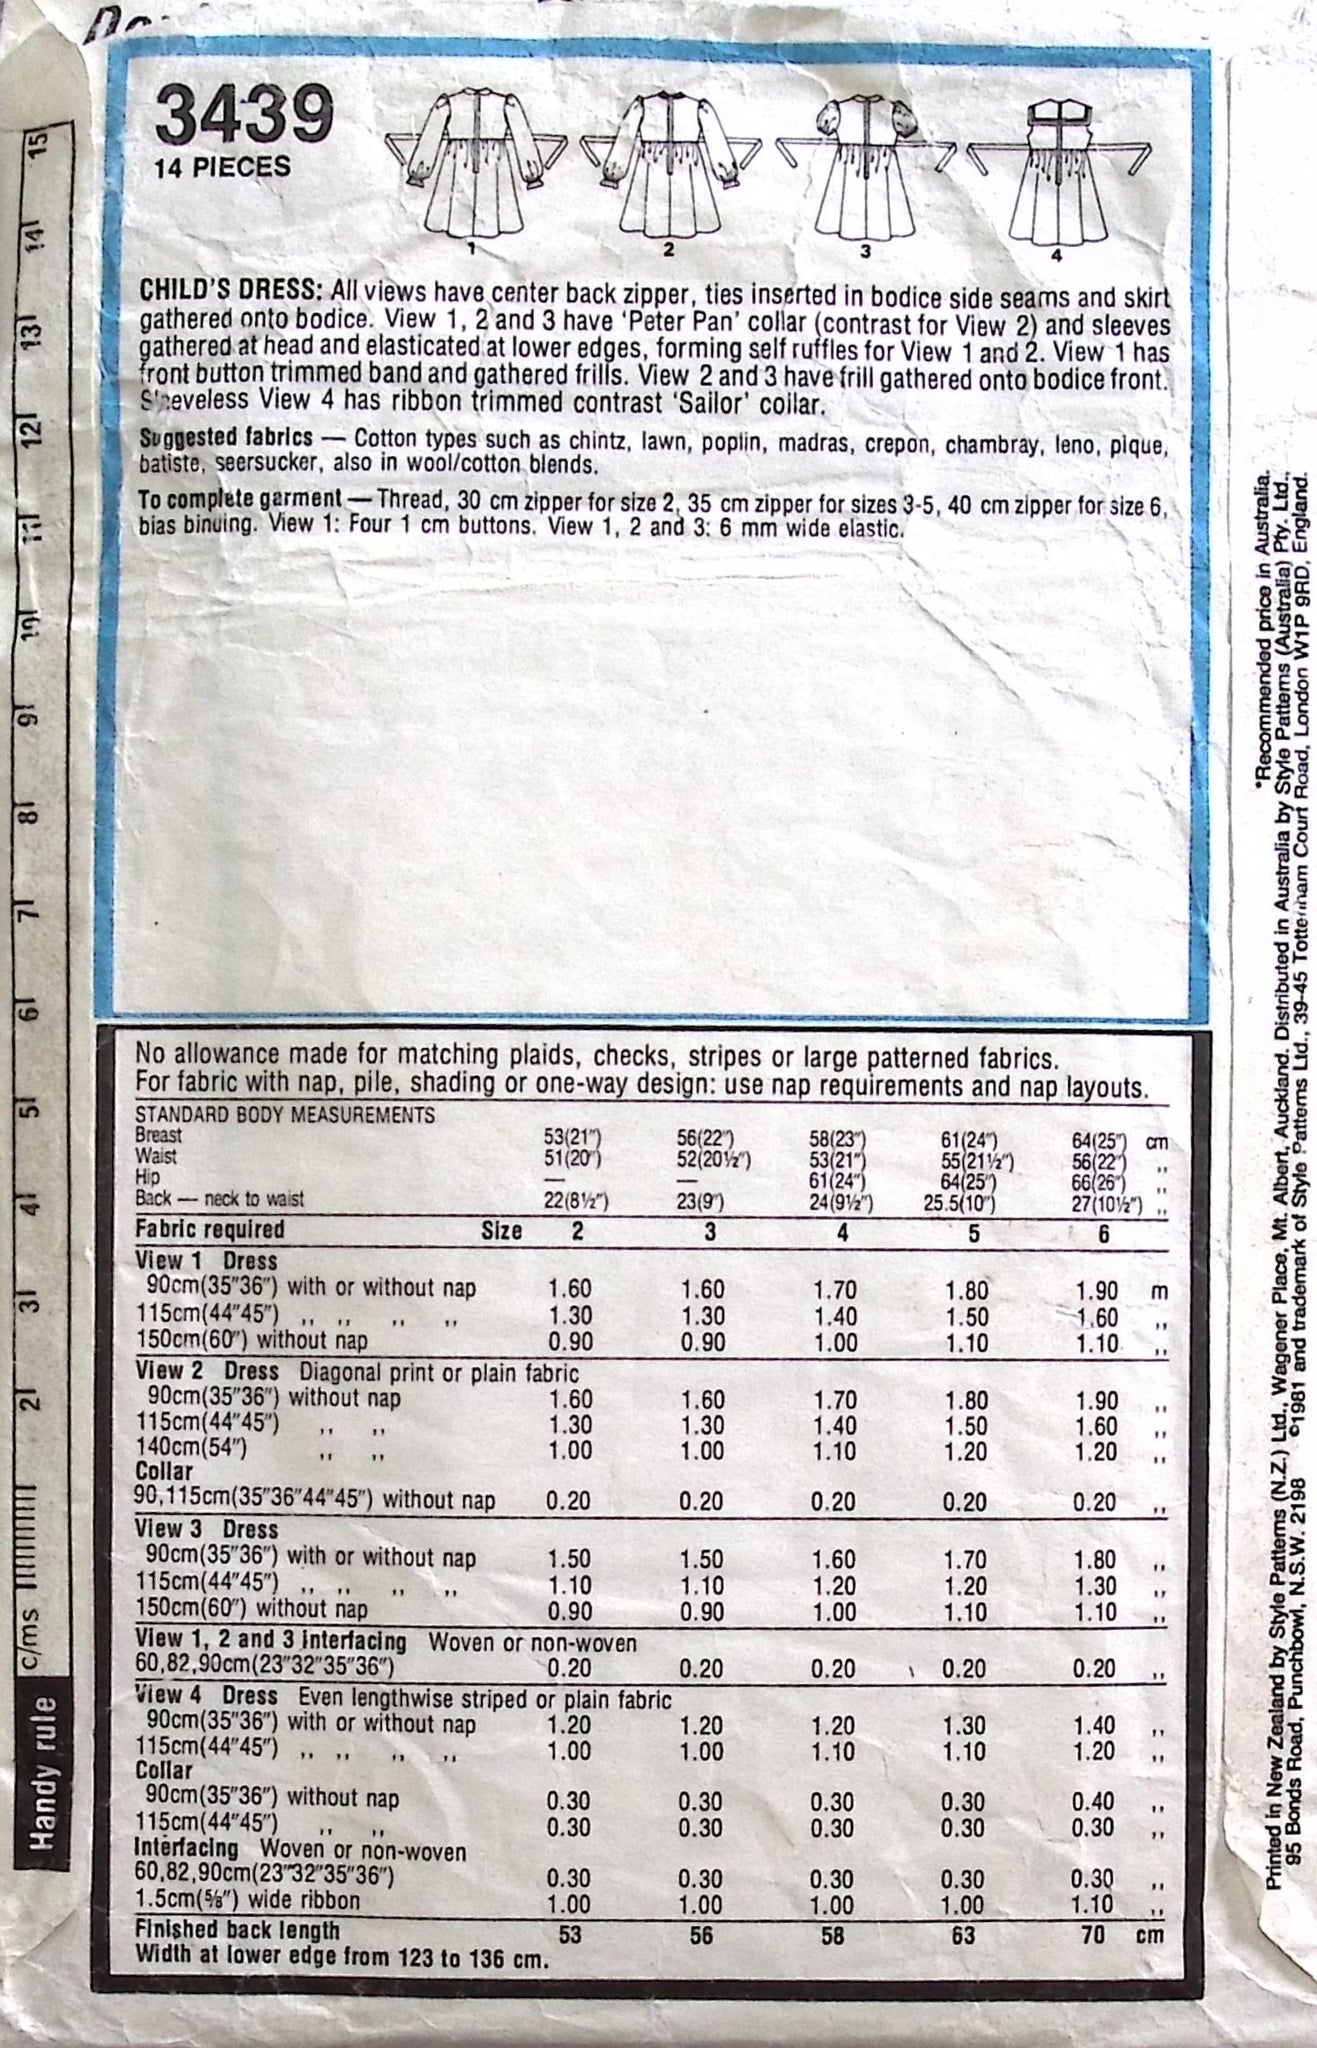 3439
14 PIECES
1 2 3 4
CHILD'S DRESS: All views have center back zipper, ties inserted in bodice side seams and skirt
gathered onto bodice. View 1, 2 and 3 have 'Peter Pan' collar (contrast for View 2) and sleeves
gathered at head and elasticated at lower edges, forming self ruffles for View 1 and 2. View 1 has
front button trimmed band and gathered frills. View 2 and 3 have frill gathered onto bodice front.
Sleeveless View 4 has ribbon trimmed contrast 'Sailor' collar.
Suggested fabrics — Cotton types such as chintz, lawn, poplin, madras, crepon, chambray, leno, pique,
batiste, seersucker, also in wool/cotton blends.
To complete garment — Thread, 30 cm zipper for size 2, 35 cm zipper for sizes 3-5, 40 cm zipper for size 6,
bias binding. View 1: Four 1 cm buttons. View 1, 2 and 3: 6 mm wide elastic.
No allowance made for matching plaids, checks, stripes or large patterned fabrics.
For fabric with nap, pile, shading or one-way design: use nap requirements and nap layouts.
STANDARD BODY MEASUREMENTS
Breast 53(21") 56(22") 58(23") 61(24") 64(25") cm
Waist 51(20") 52(20½") 53(21") 55(21½") 56(22") ,,
Hip — — 61(24") 64(25") 66(26") ,,
Back — neck to waist 22(8½") 23(9") 24(9½") 25.5(10") 27(10½") ,,
Fabric required Size 2 3 4 5 6
View 1 Dress
90cm(35"36") with or without nap 1.60 1.60 1.70 1.80 1.90 m
115cm(44"45") ,, ,, ,, ,, 1.30 1.30 1.40 1.50 1.60 ,,
150cm(60") without nap 0.90 0.90 1.00 1.10 1.10 ,,
View 2 Dress Diagonal print or plain fabric
90cm(35"36") without nap 1.60 1.60 1.70 1.80 1.90 ,,
115cm(44"45") ,, ,, 1.30 1.30 1.40 1.50 1.60 ,,
140cm(54") ,, ,, 1.00 1.00 1.10 1.20 1.20 ,,
Collar
90,115cm(35"36"44"45") without nap 0.20 0.20 0.20 0.20 0.20 ,,
View 3 Dress
90cm(35"36") with or without nap 1.50 1.50 1.60 1.70 1.80 ,,
115cm(44"45") ,, ,, ,, ,, 1.10 1.10 1.20 1.20 1.30 ,,
150cm(60") without nap 0.90 0.90 1.00 1.10 1.10 ,,
View 1, 2 and 3 Interfacing Woven or non-woven
60,82,90cm(23"32"35"36") 0.20 0.20 0.20 0.20 0.20 ,,
View 4 Dress Even lengthwise striped or plain fabric
90cm(35"36") with or without nap 1.20 1.20 1.20 1.30 1.40 ,,
115cm(44"45") ,, ,, ,, ,, 1.00 1.00 1.10 1.10 1.20 ,,
Collar
90cm(35"36") without nap 0.30 0.30 0.30 0.30 0.40 ,,
115cm(44"45") ,, ,, 0.30 0.30 0.30 0.30 0.30 ,,
Interfacing Woven or non-woven
60,82,90cm(23"32"35"36") 0.30 0.30 0.30 0.30 0.30 ,,
1.5cm(⅝") wide ribbon 1.00 1.00 1.00 1.00 1.10 ,,
Finished back length 53 56 58 63 70 cm
Width at lower edge from 123 to 136 cm.
Handy rule c/ms 2 3 4 5 6 7 8 9 10 11 12 13 14 15
*Recommended price in Australia.
Printed in New Zealand by Style Patterns (N.Z.) Ltd., Wagener Place, Mt. Albert, Auckland. Distributed in Australia by Style Patterns (Australia) Pty. Ltd.,
95 Bonds Road, Punchbowl, N.S.W. 2198 ©1981 and trademark of Style Patterns Ltd., 39-45 Tottenham Court Road, London W1P 9RD, England.